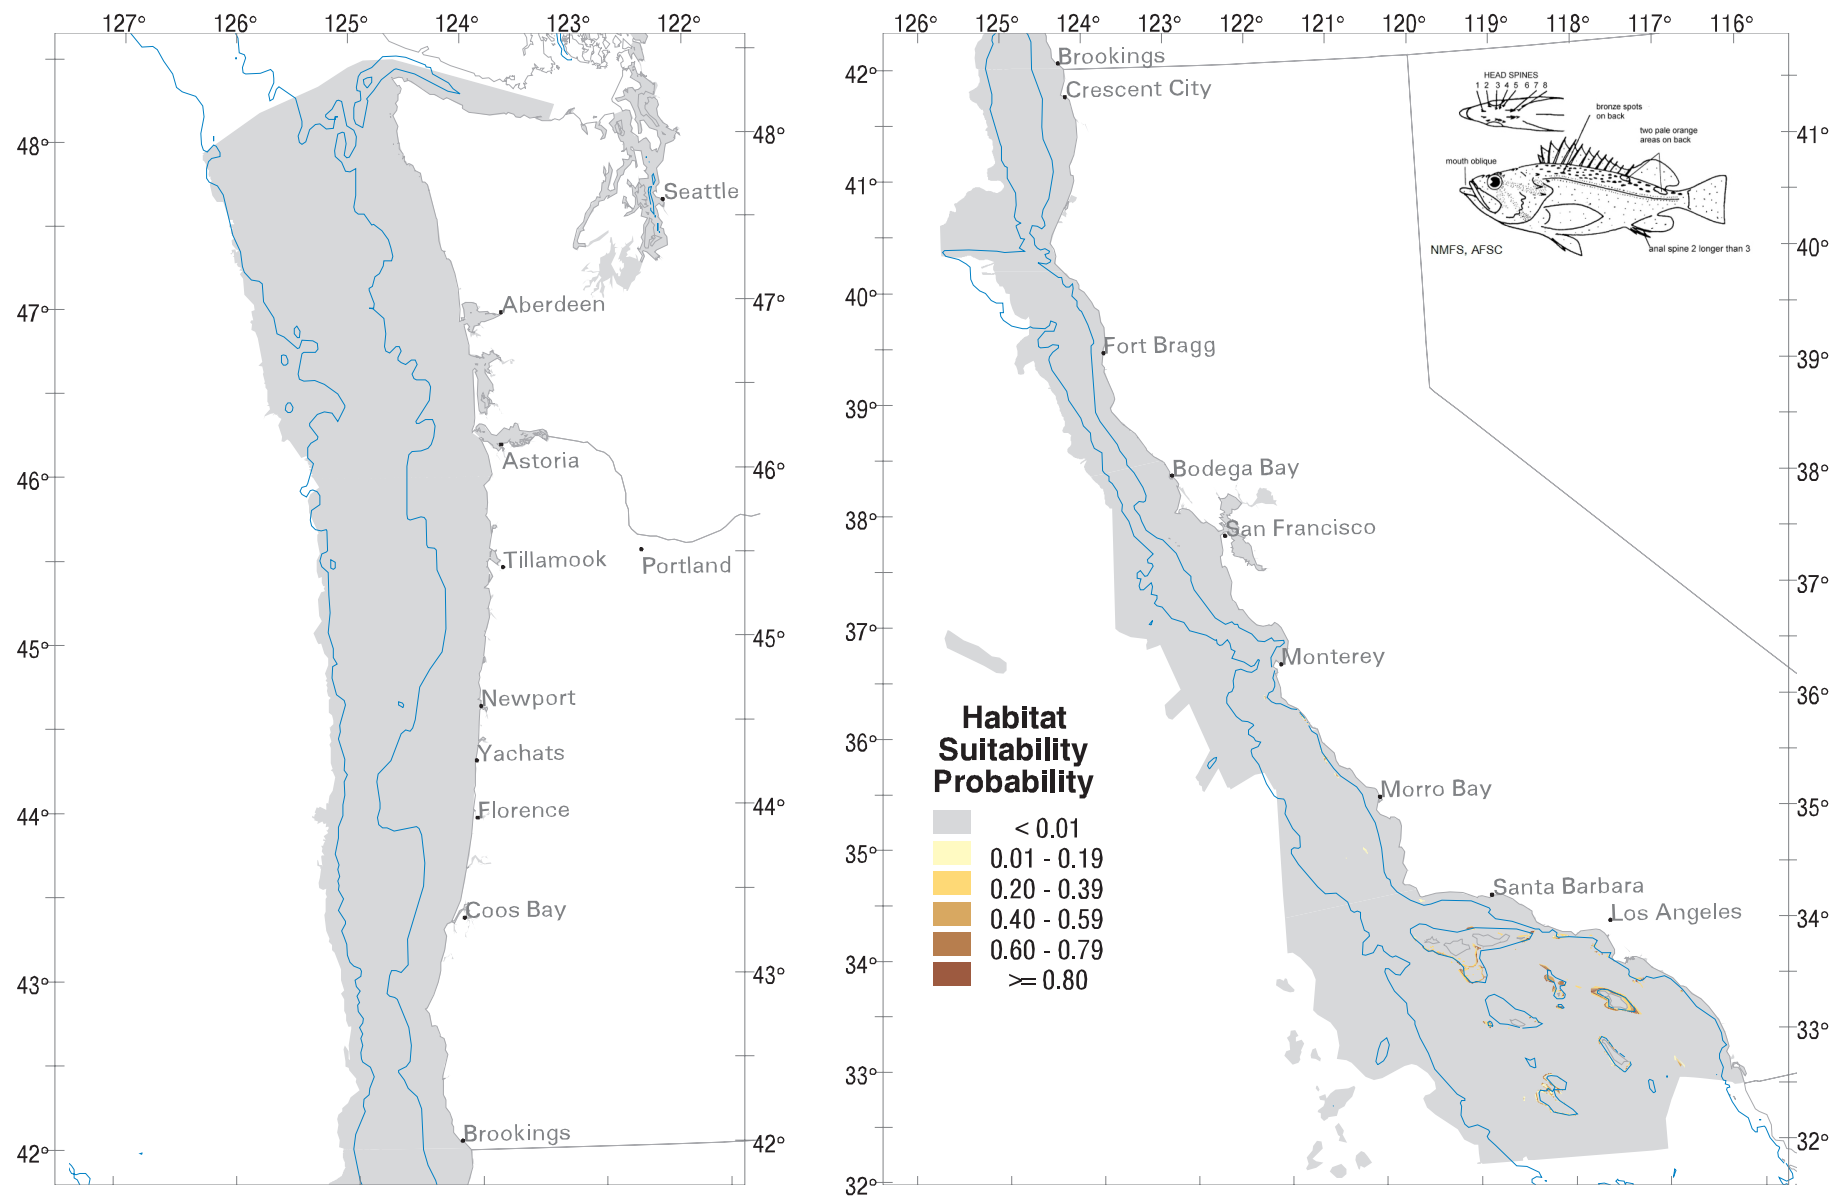 127° 126° 125° 124° 123° 122°
48°
47°
46°
45°
44°
43°
42°
48°
47°
46°
45°
44°
43°
42°
Seattle
Aberdeen
Astoria
Tillamook
Portland
Newport
Yachats
Florence
Coos Bay
Brookings
126° 125° 124° 123° 122° 121° 120° 119° 118° 117° 116°
42°
41°
40°
39°
38°
37°
36°
35°
34°
33°
32°
41°
40°
39°
38°
37°
36°
35°
34°
33°
32°
Brookings
Crescent City
Fort Bragg
Bodega Bay
San Francisco
Monterey
Morro Bay
Santa Barbara
Los Angeles
HEAD SPINES
1 2 3 4 5 6 7 8
bronze spots
on back
two pale orange
areas on back
mouth oblique
anal spine 2 longer than 3
NMFS, AFSC
Habitat
Suitability
Probability
< 0.01
0.01 - 0.19
0.20 - 0.39
0.40 - 0.59
0.60 - 0.79
>= 0.80